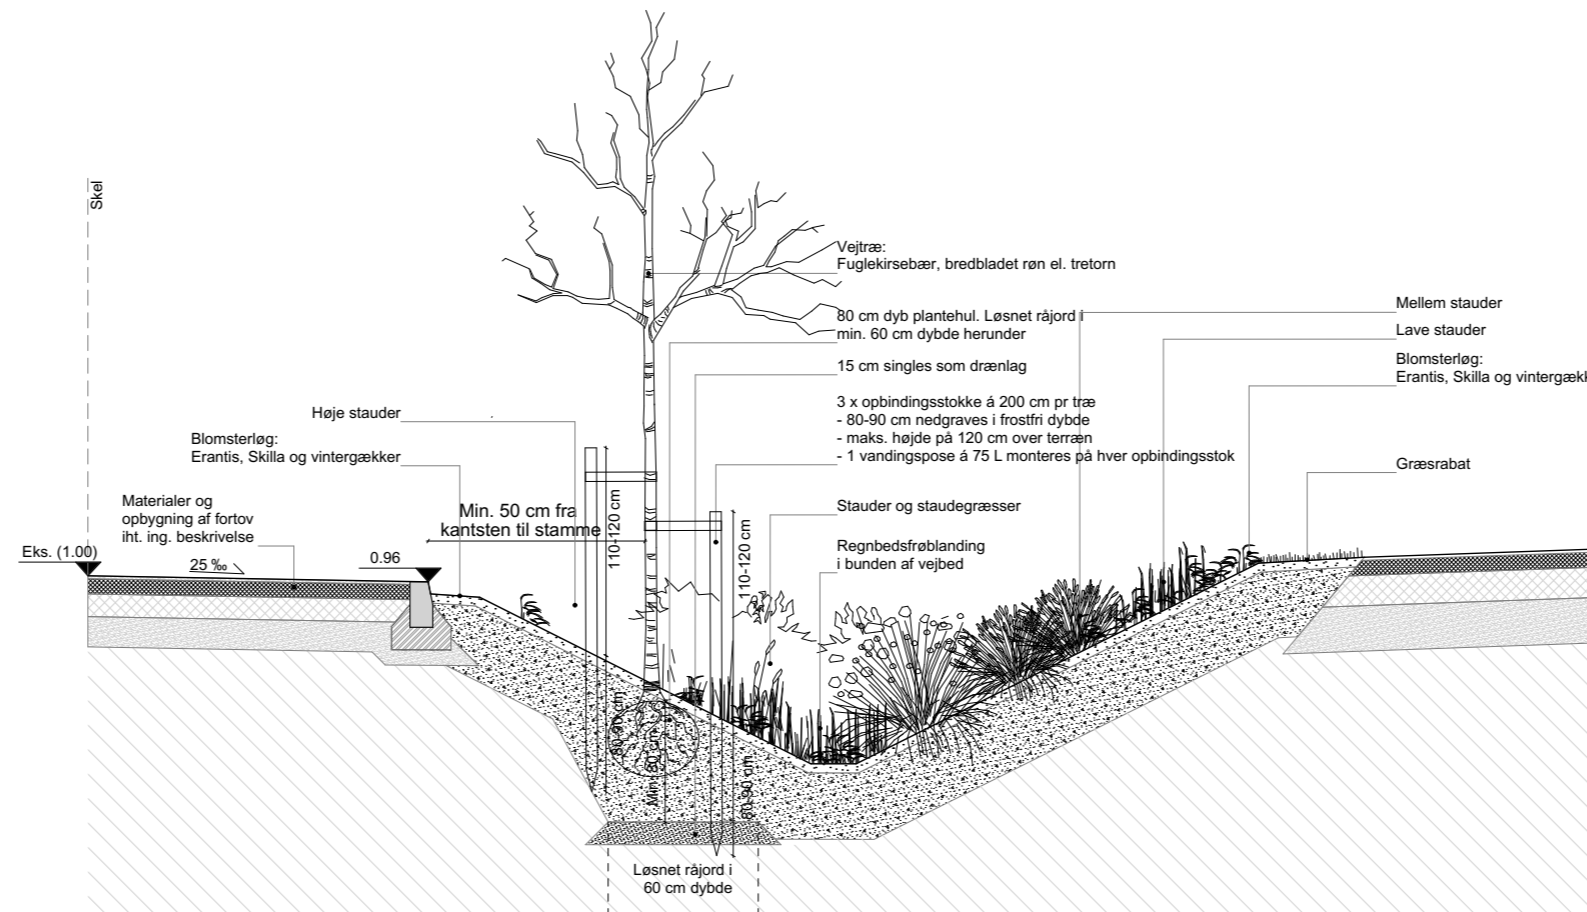 Skel
Vejtræ:
Fuglekirsebær, bredbladet røn el. tretorn
80 cm dyb plantehul. Løsnet råjord i
min. 60 cm dybde herunder
15 cm singles som drænlag
3 x opbindingsstokke á 200 cm pr træ
- 80-90 cm nedgraves i frostfri dybde
- maks. højde på 120 cm over terræn
- 1 vandingspose á 75 L monteres på hver opbindingsstok
Stauder og staudegræsser
Regnbedsfrøblanding
i bunden af vejbed
Mellem stauder
Lave stauder
Blomsterløg:
Erantis, Skilla og vintergækk
Græsrabat
Høje stauder
Blomsterløg:
Erantis, Skilla og vintergækker
Materialer og
opbygning af fortov
iht. ing. beskrivelse
Min. 50 cm fra
kantsten til stamme
Eks. (1.00)
25 ‰
0.96
110-120 cm
110-120 cm
80-90 cm
Min. 80 cm
80-90 cm
Løsnet råjord i
60 cm dybde